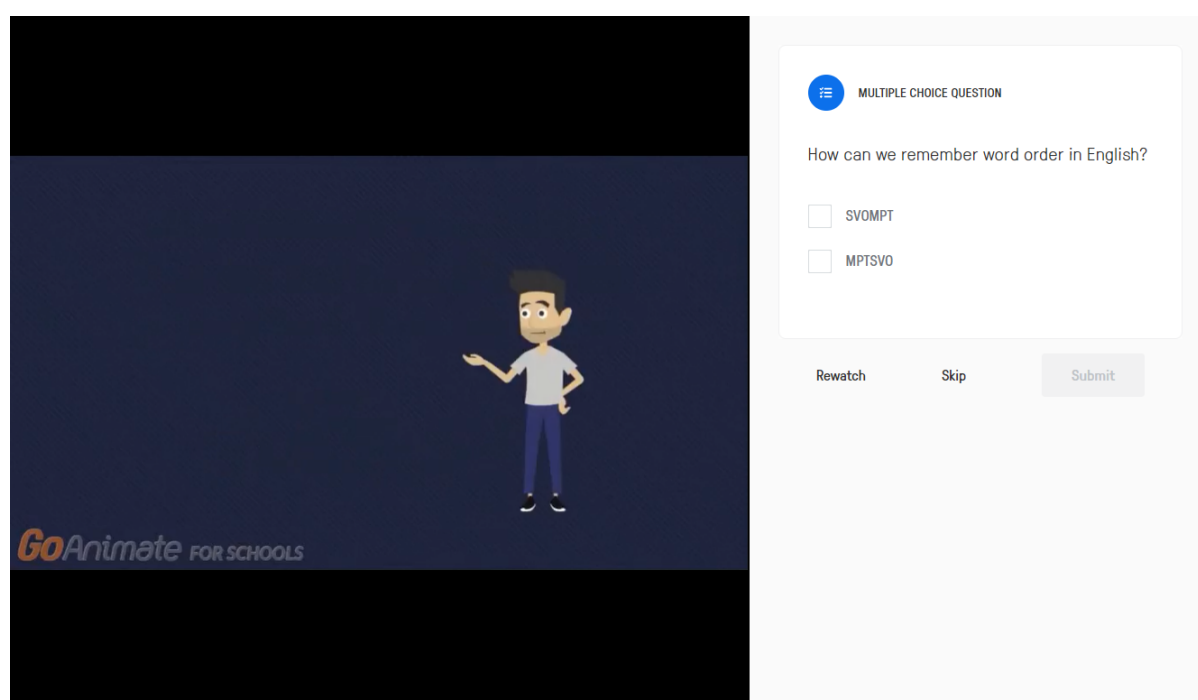 MULTIPLE CHOICE QUESTION
How can we remember word order in English?
SVOMPT
MPTSVO
Rewatch Skip Submit
GoAnimate FOR SCHOOLS